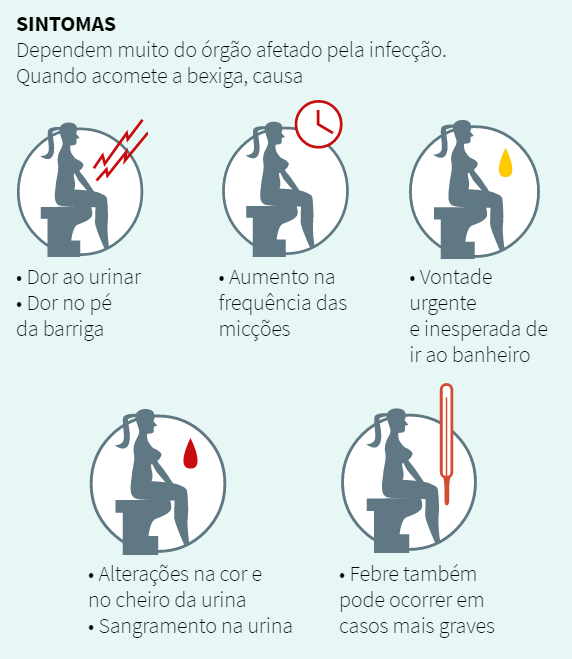 SINTOMAS
Dependem muito do órgão afetado pela infecção.
Quando acomete a bexiga, causa
• Dor ao urinar
• Dor no pé
da barriga
• Aumento na
frequência das
micções
• Vontade
urgente
e inesperada de
ir ao banheiro
• Alterações na cor e
no cheiro da urina
• Sangramento na urina
• Febre também
pode ocorrer em
casos mais graves